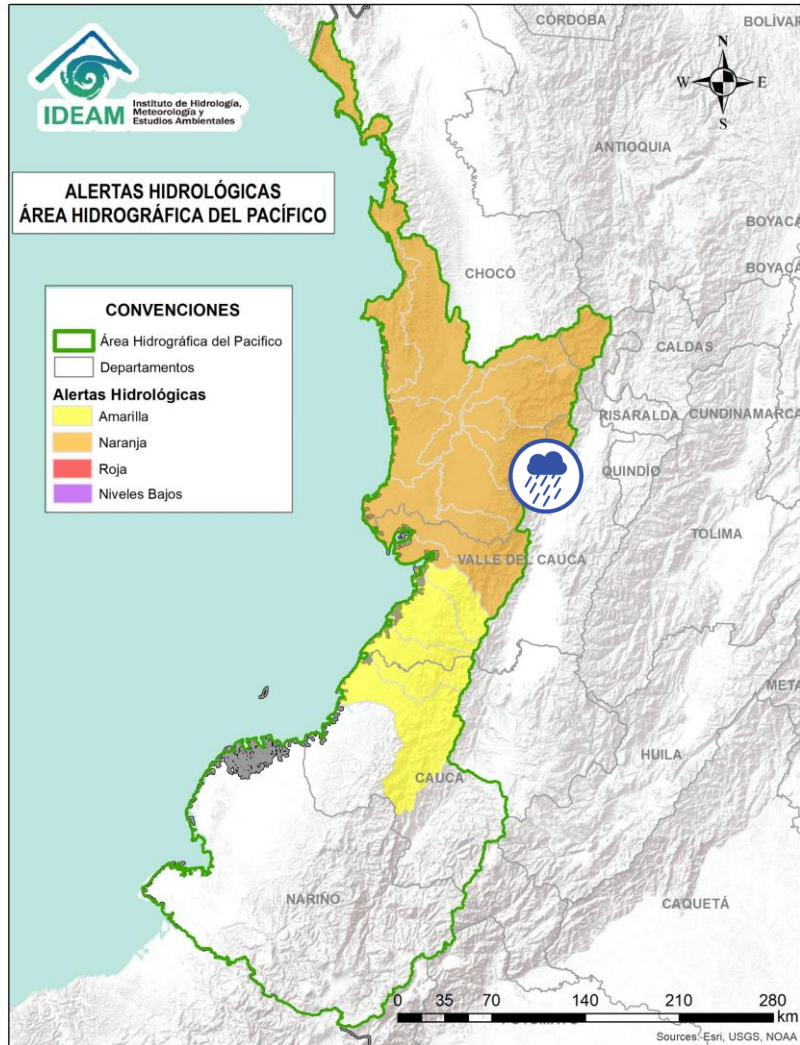 CÓRDOBA
BOLÍVAR
N
W E
S
IDEAM
Instituto de Hidrología,
Meteorología y
Estudios Ambientales
ANTIOQUIA
ALERTAS HIDROLÓGICAS
ÁREA HIDROGRÁFICA DEL PACÍFICO
BOYACÁ
BOYACÁ
CHOCÓ
CONVENCIONES
Área Hidrográfica del Pacifico
Departamentos
Alertas Hidrológicas
Amarilla
Naranja
Roja
Niveles Bajos
CALDAS
RISARALDA
CUNDINAMARCA
QUINDÍO
TOLIMA
VALLE DEL CAUCA
META
HUILA
CAUCA
NARIÑO
CAQUETÁ
0 35 70 140 210 280
km
Sources: Esri, USGS, NOAA